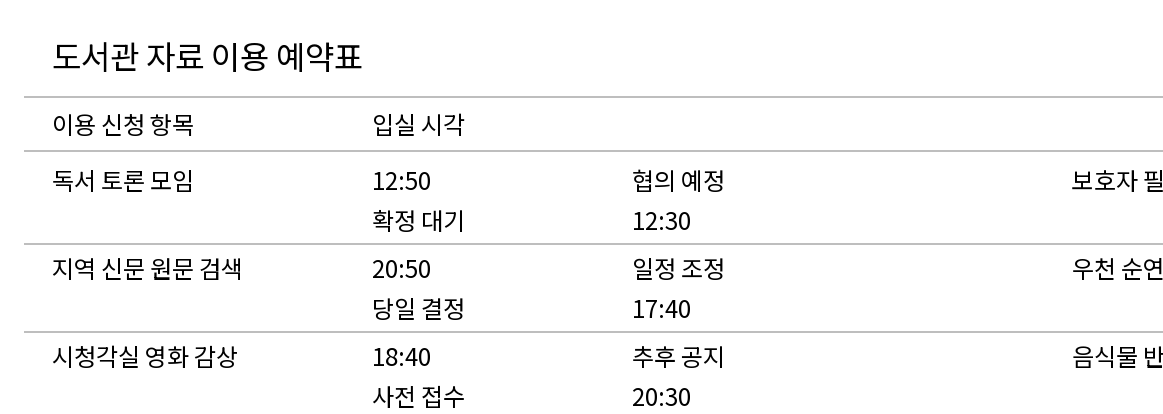 도서관 자료 이용 예약표
이용 신청 항목 입실 시각
독서 토론 모임 12:50 협의 예정 보호자
확정 대기 12:30
지역 신문 원문 검색 20:50 일정 조정 우천 순연
당일 결정 17:40
시청각실 영화 감상 18:40 추후 공지 음식물
사전 접수 20:30